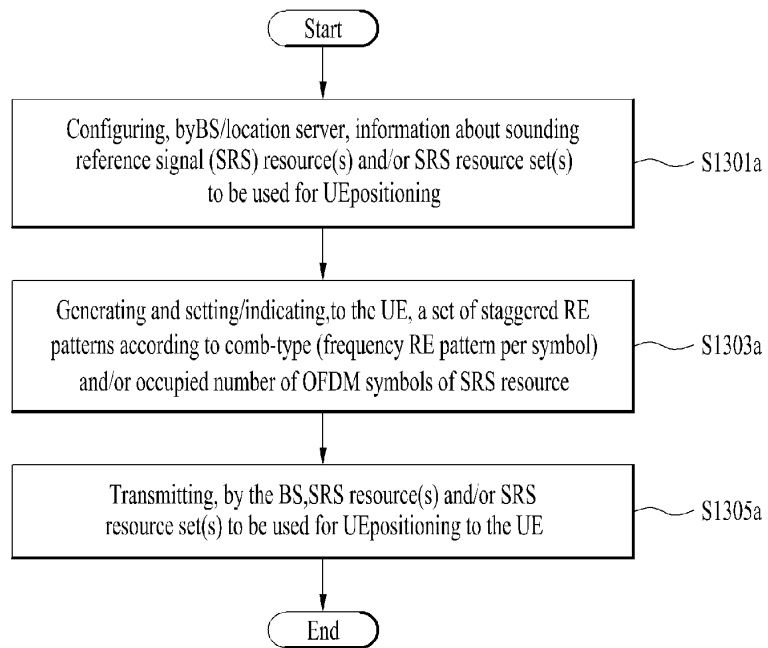 Start
Configuring, byBS/location server, information about sounding
reference signal (SRS) resource(s) and/or SRS resource set(s)
to be used for UEpositioning
S1301a
Generating and setting/indicating,to the UE, a set of staggered RE
patterns according to comb-type (frequency RE pattern per symbol)
and/or occupied number of OFDM symbols of SRS resource
S1303a
Transmitting, by the BS,SRS resource(s) and/or SRS
resource set(s) to be used for UEpositioning to the UE
S1305a
End